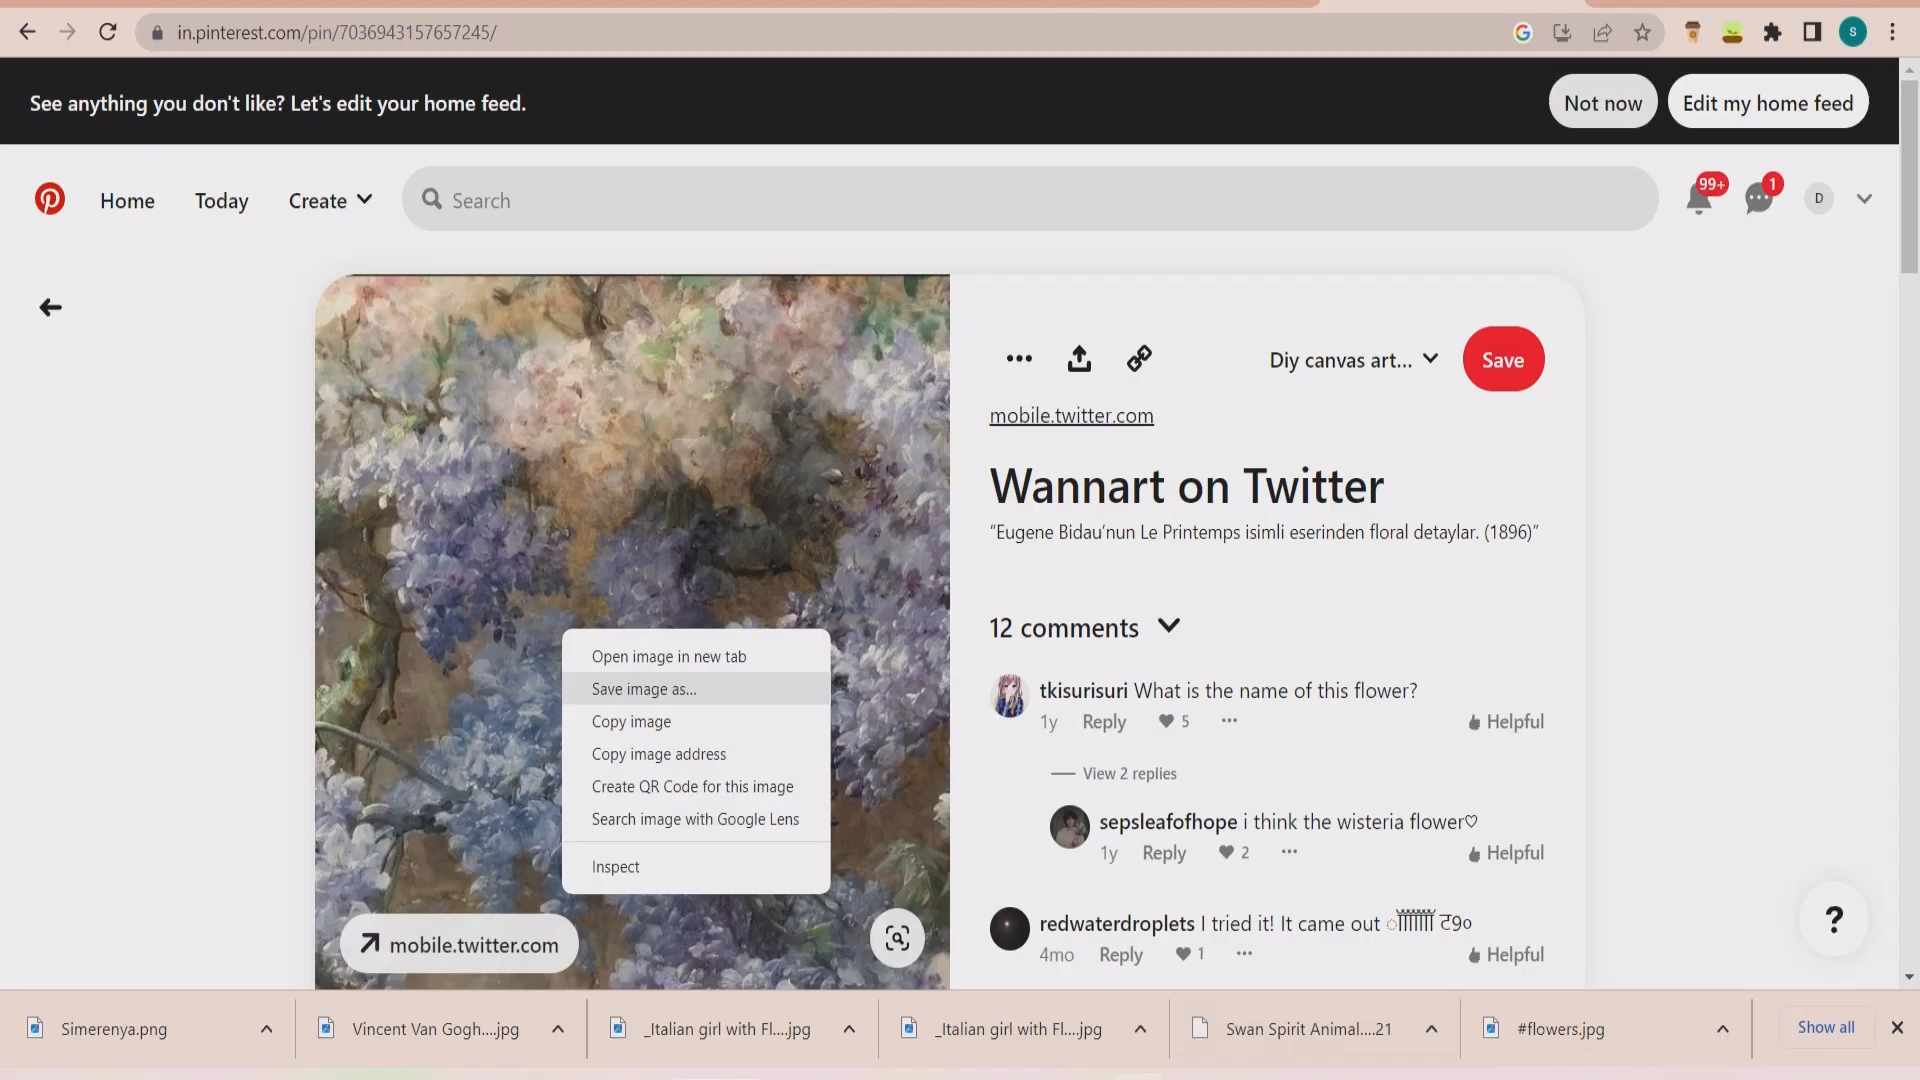 in.pinterest.com/pin/7036943157657245/
S
See anything you don't like? Let's edit your home feed.
Not now
Edit my home feed
Home
Today
Create
Search
99+
1
D
Diy canvas art...
Save
mobile.twitter.com
Wannart on Twitter
“Eugene Bidau’nun Le Printemps isimli eserinden floral detaylar. (1896)”
12 comments
tkisurisuri What is the name of this flower?
1y Reply 5 ... Helpful
View 2 replies
sepsleafofhope i think the wisteria flower♡
1y Reply 2 ... Helpful
redwaterdroplets I tried it! It came out
4mo Reply 1 ... Helpful
Open image in new tab
Save image as...
Copy image
Copy image address
Create QR Code for this image
Search image with Google Lens
Inspect
mobile.twitter.com
?
Simerenya.png
Vincent Van Gogh....jpg
_Italian girl with Fl....jpg
_Italian girl with Fl....jpg
Swan Spirit Animal....21
#flowers.jpg
Show all